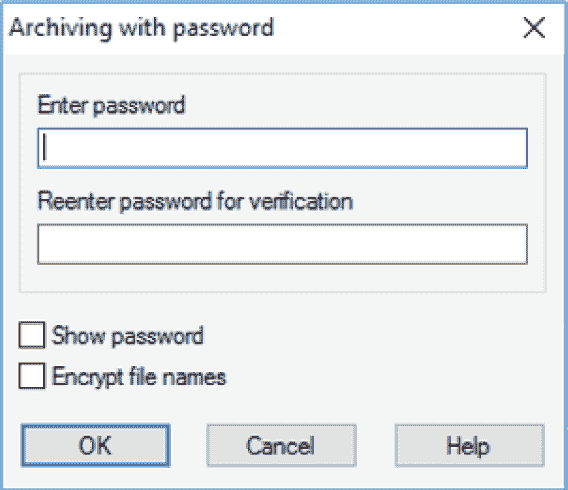 Archiving with password
Enter password
Reenter password for verification
Show password
Encrypt file names
OK Cancel Help